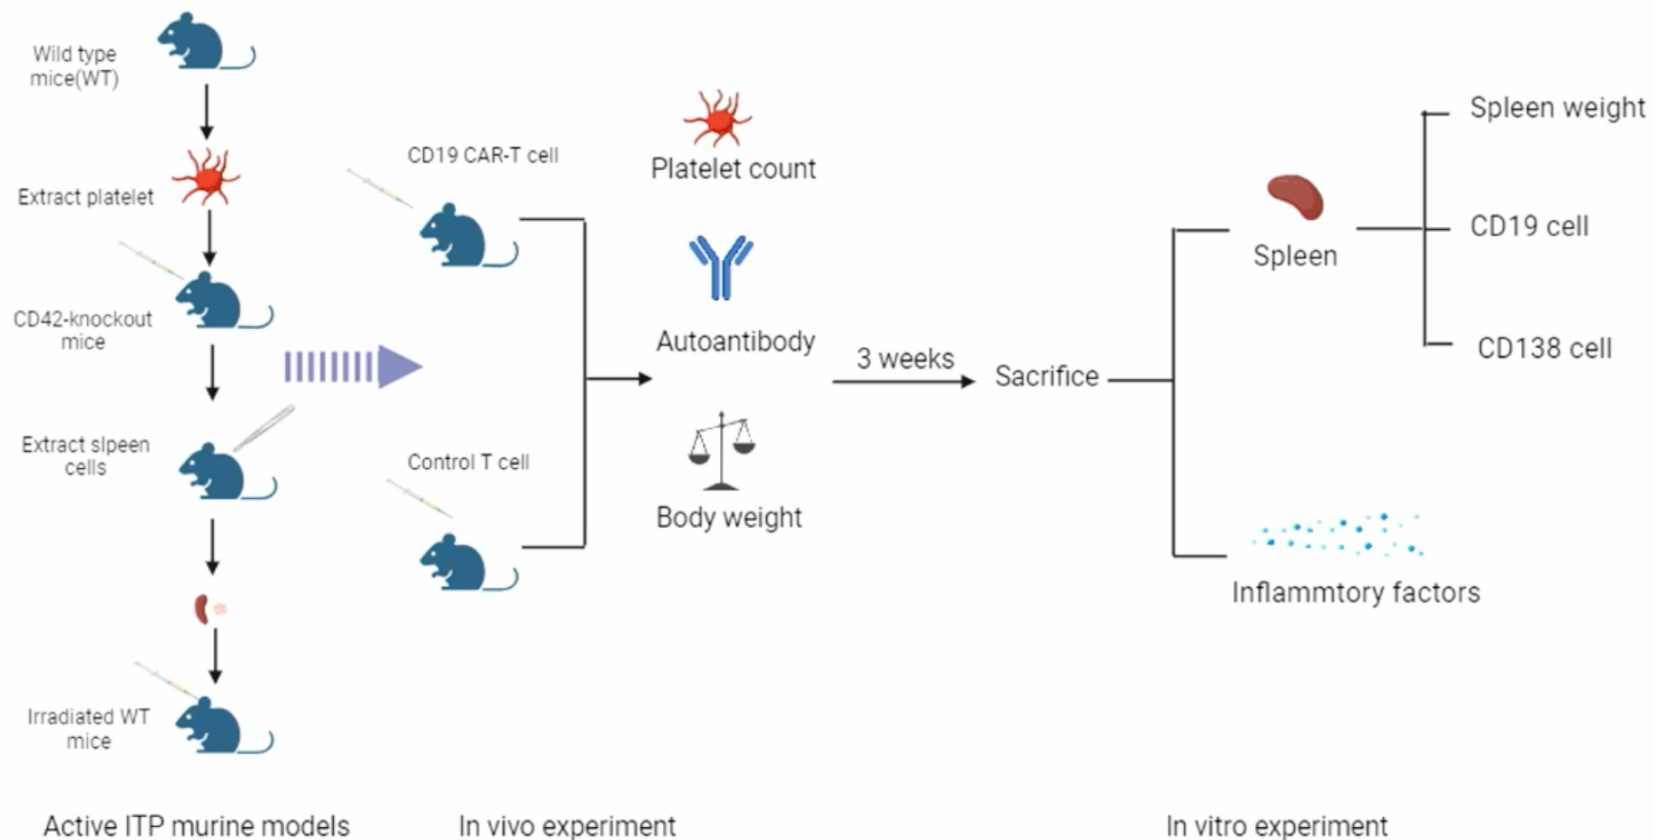 Wild type
mice(WT)
Extract platelet
CD42-knockout
mice
Extract slpeen
cells
Irradiated WT
mice
Active ITP murine models
CD19 CAR-T cell
Control T cell
In vivo experiment
Platelet count
Autoantibody
Body weight
3 weeks
Sacrifice
Spleen
Spleen weight
CD19 cell
CD138 cell
Inflammtory factors
In vitro experiment